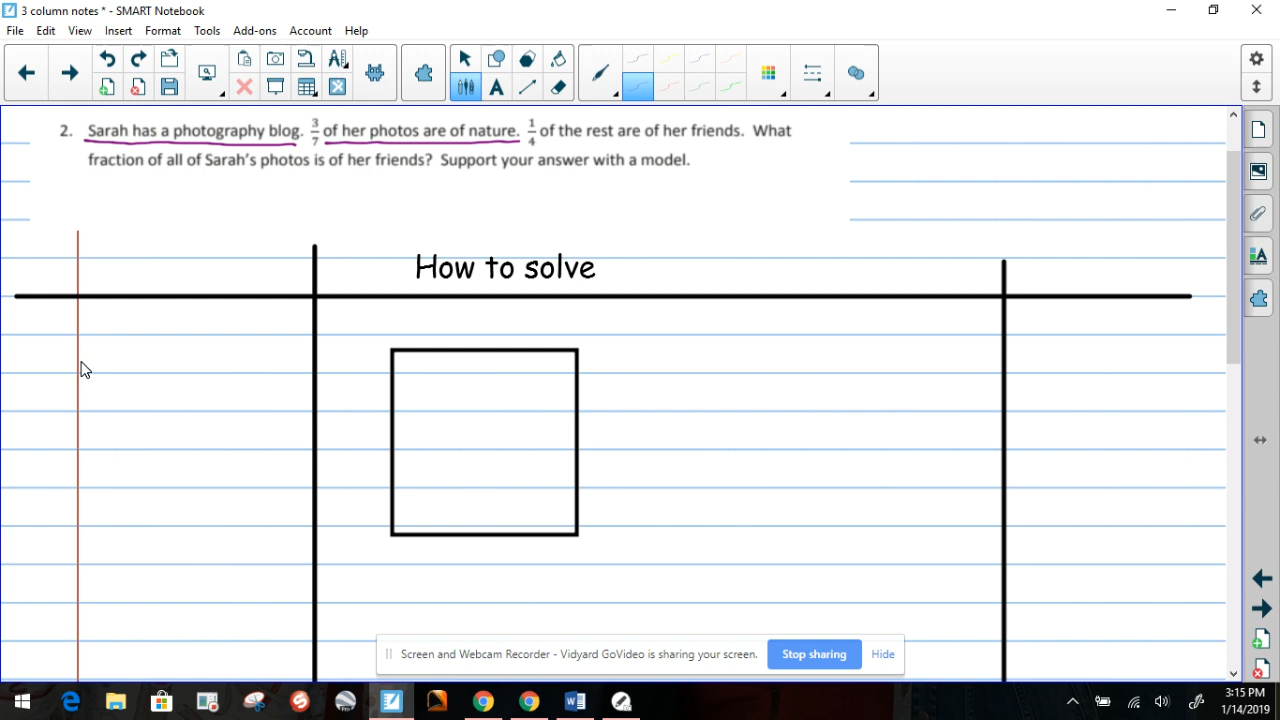 3 column notes * - SMART Notebook
File Edit View Insert Format Tools Add-ons Account Help
2. Sarah has a photography blog. 3/7 of her photos are of nature. 1/4 of the rest are of her friends. What
fraction of all of Sarah's photos is of her friends? Support your answer with a model.
How to solve
Screen and Webcam Recorder - Vidyard GoVideo is sharing your screen. Stop sharing Hide
3:15 PM
1/14/2019